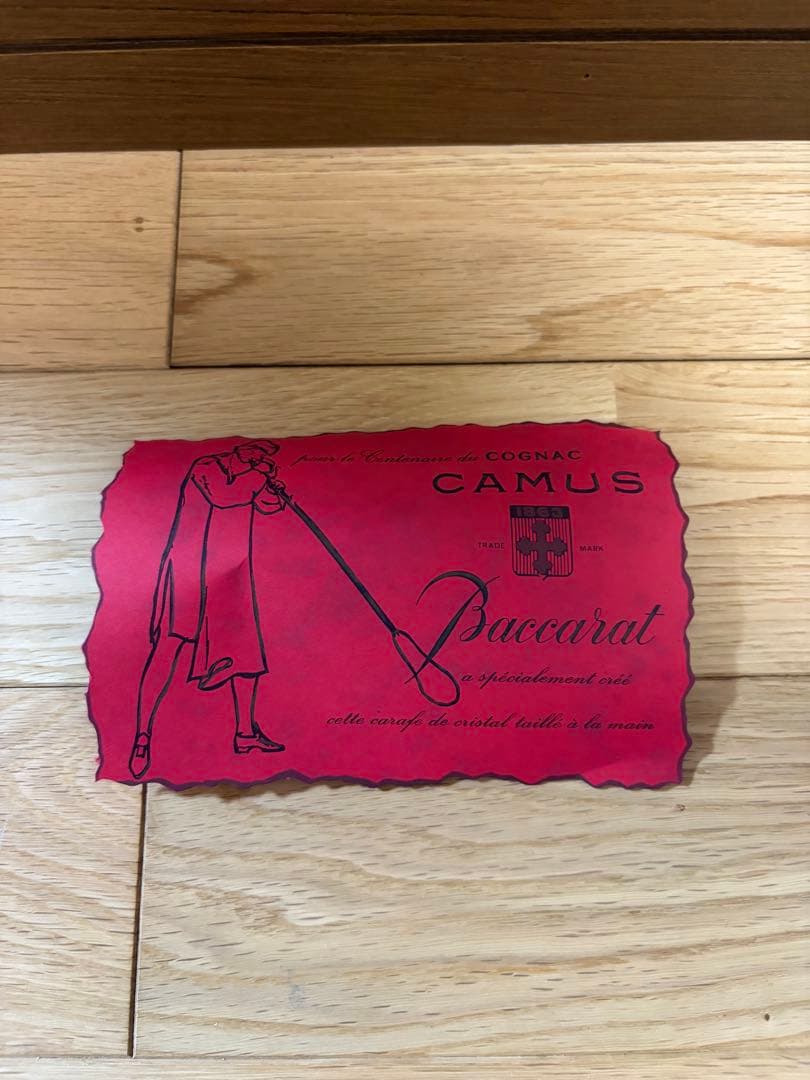 pour le Centenaire du COGNAC
CAMUS
1863
TRADE MARK
Baccarat
a spécialement créé
cette carafe de cristal taillé à la main